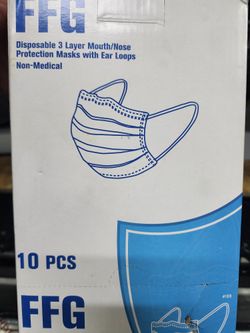 FFG
Disposable 3 Layer Mouth/Nose
Protection Masks with Ear Loops
Non-Medical
10 PCS
FFG